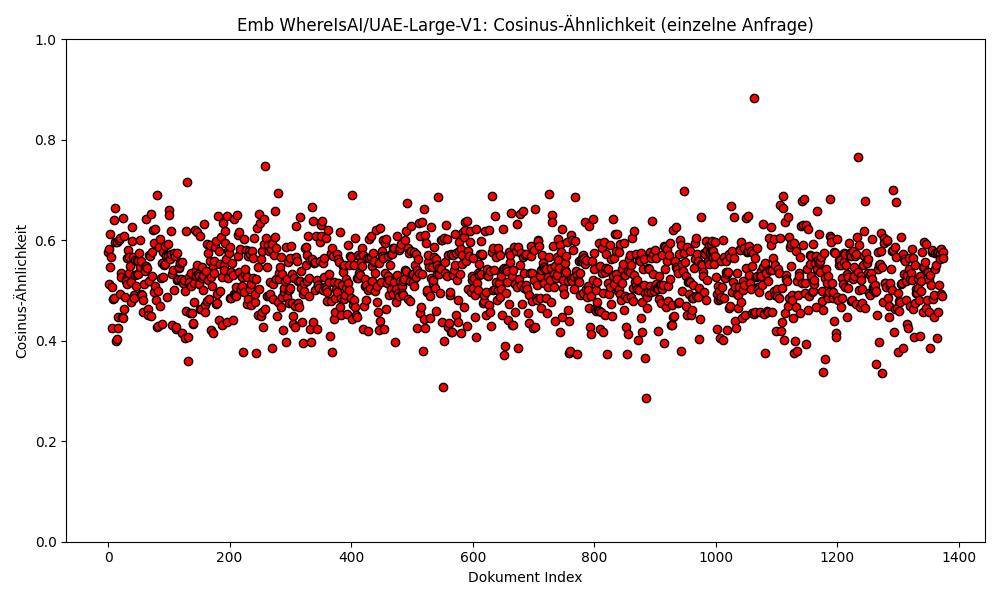 Emb WhereIsAI/UAE-Large-V1: Cosinus-Ähnlichkeit (einzelne Anfrage)
1.0
0.8
0.6
0.4
0.2
0.0
Cosinus-Ähnlichkeit
0 200 400 600 800 1000 1200 1400
Dokument Index